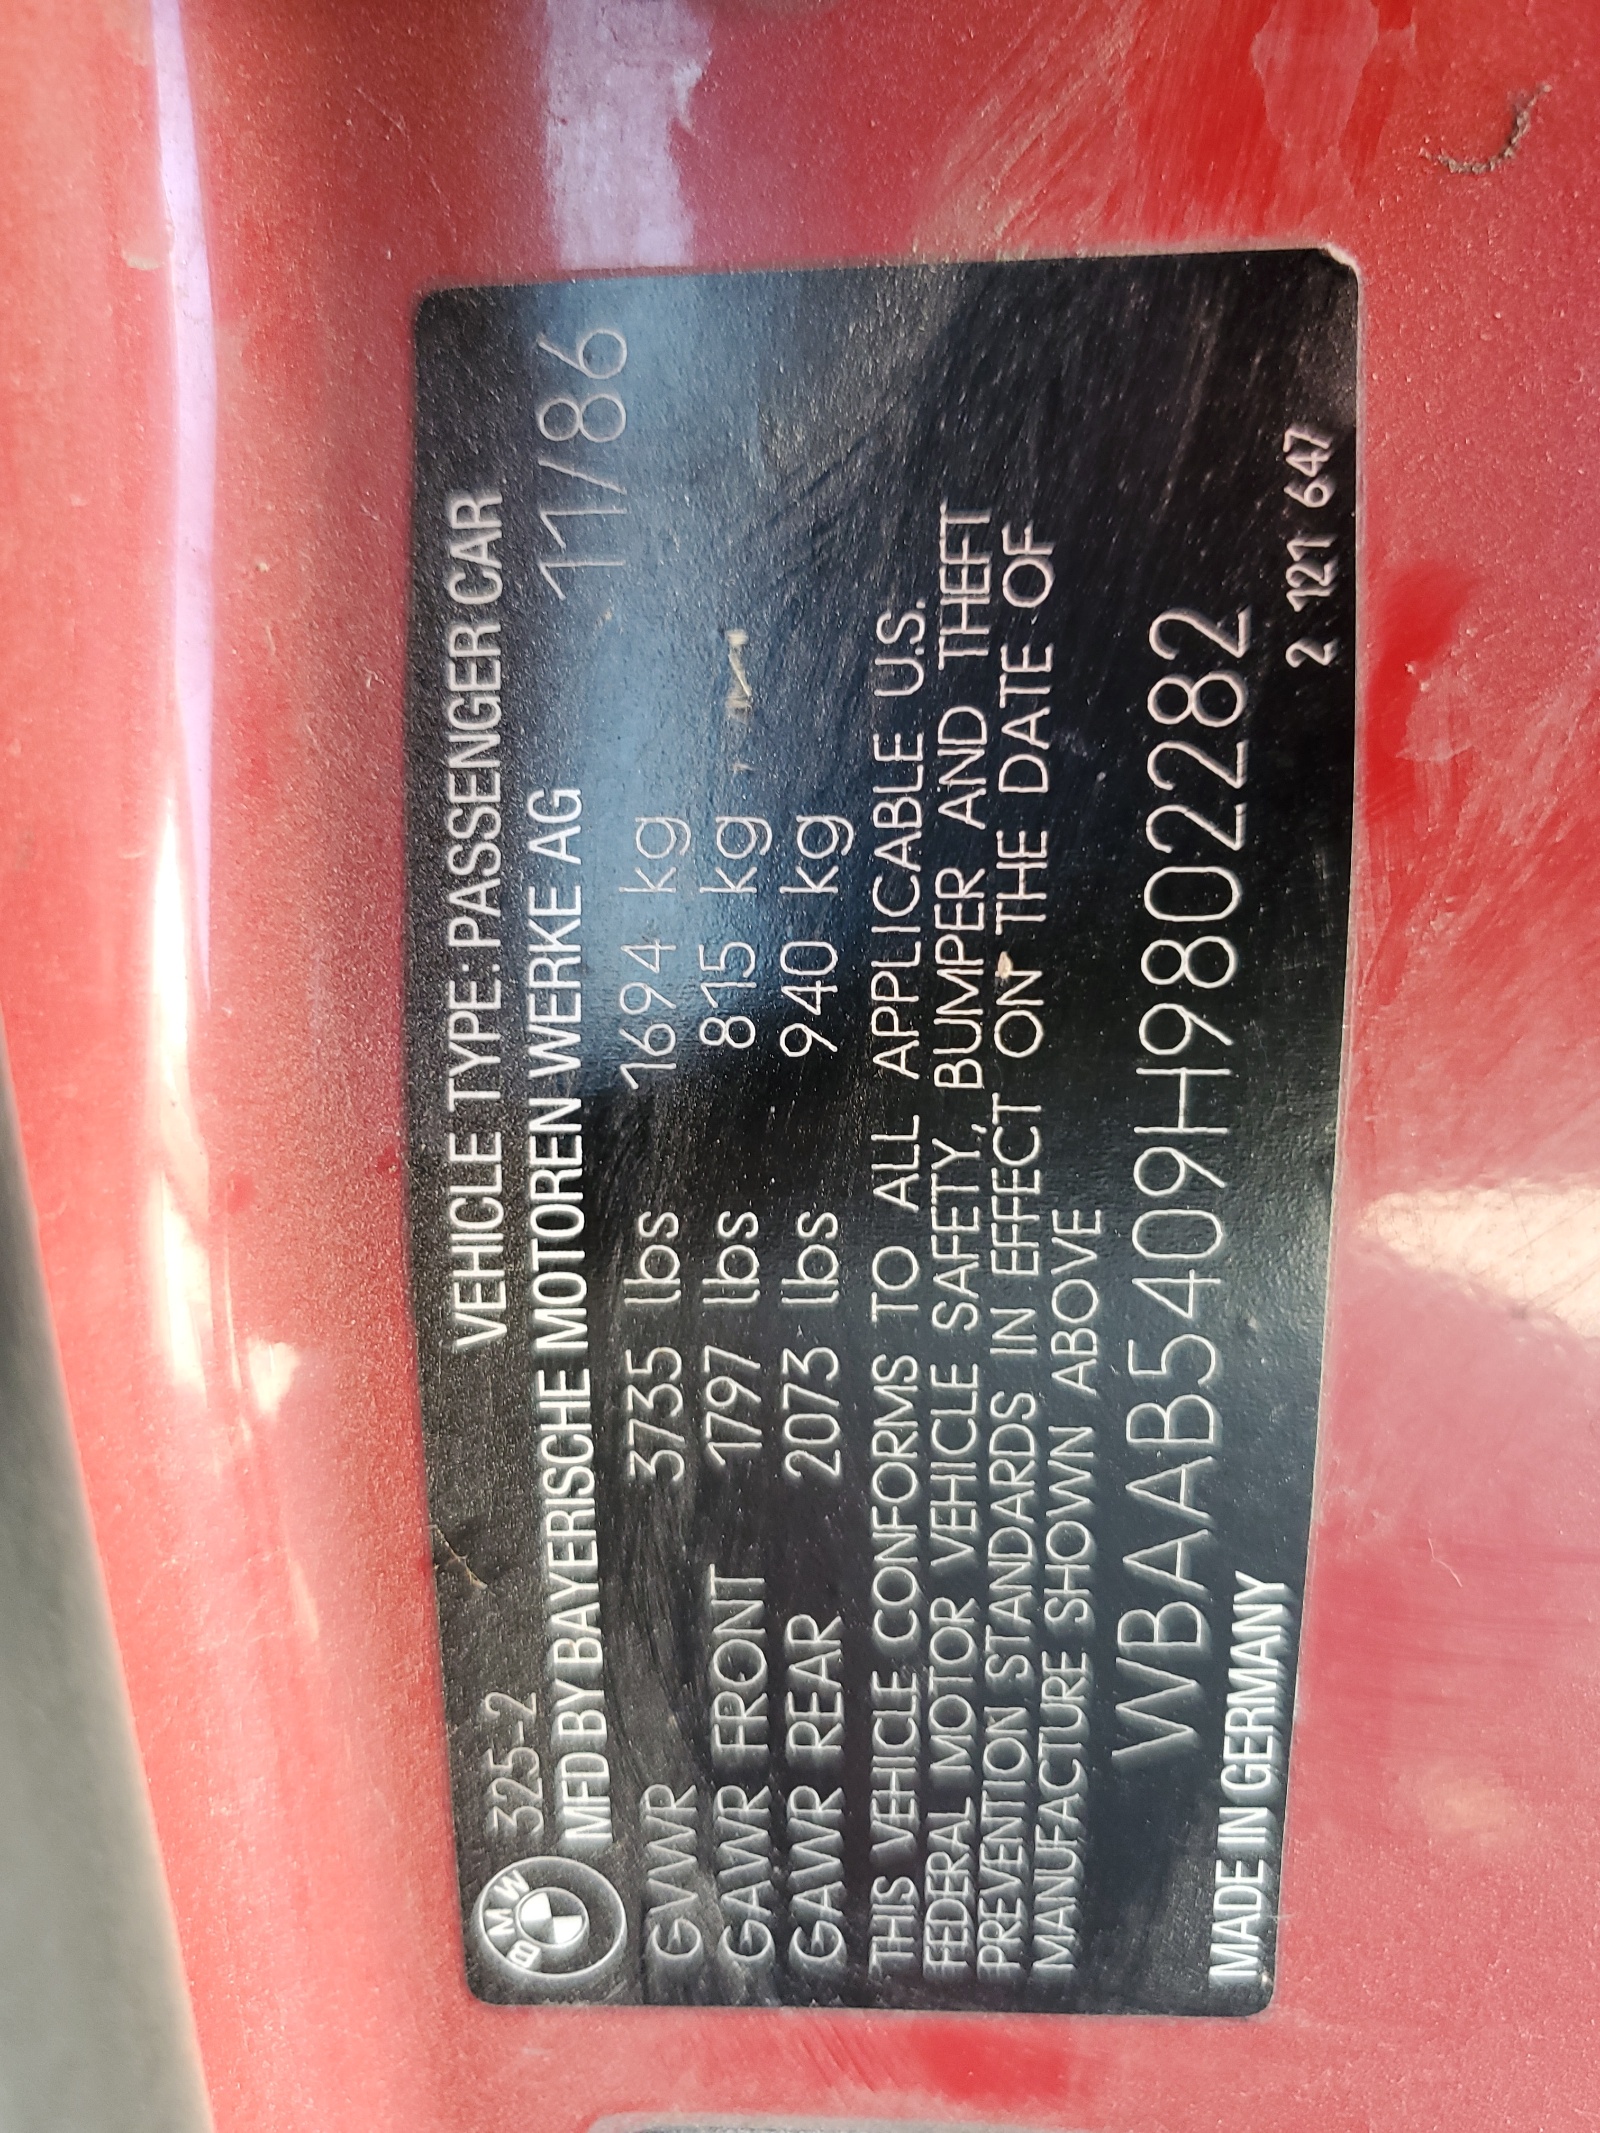 BMW
325-2 VEHICLE TYPE: PASSENGER CAR
MFD BY BAYERISCHE MOTOREN WERKE AG 11/86
GVWR 3735 lbs 1694 kg
GAWR FRONT 1797 lbs 815 kg
GAWR REAR 2073 lbs 940 kg
THIS VEHICLE CONFORMS TO ALL APPLICABLE U.S.
FEDERAL MOTOR VEHICLE SAFETY, BUMPER AND THEFT
PREVENTION STANDARDS IN EFFECT ON THE DATE OF
MANUFACTURE SHOWN ABOVE
WBAAB5409H9802282
MADE IN GERMANY 2 121 647